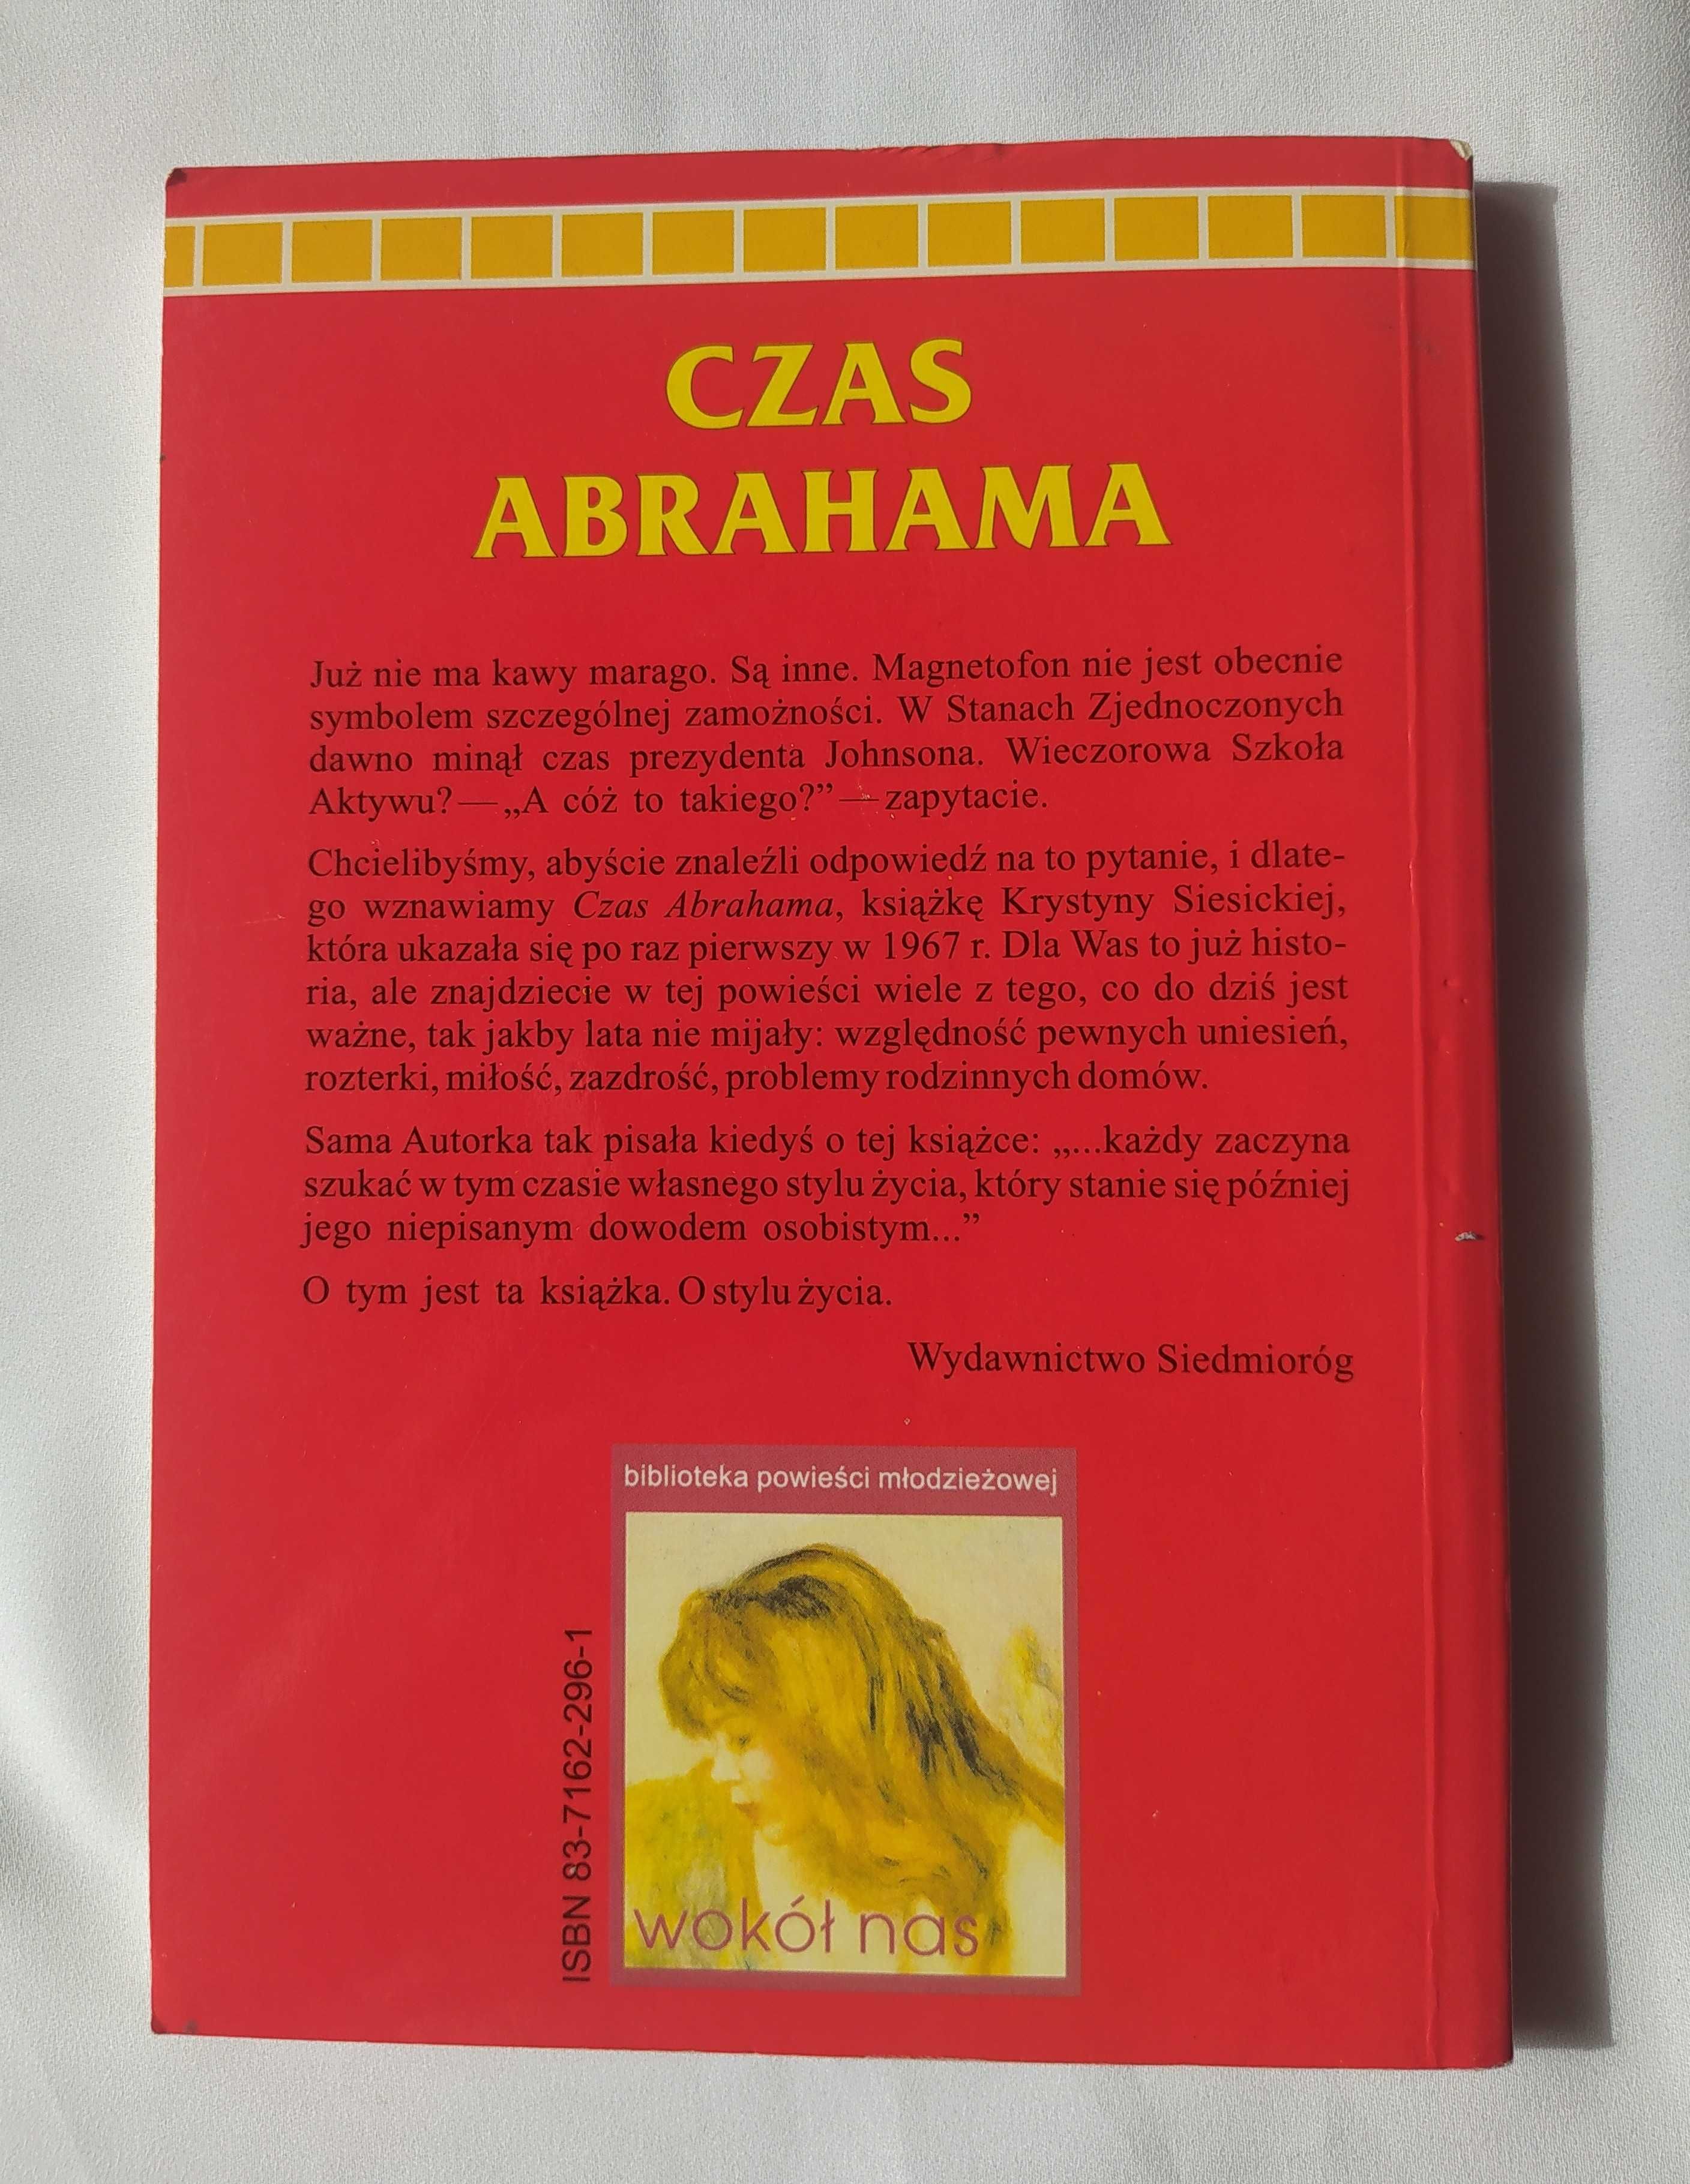 CZAS
ABRAHAMA
Już nie ma kawy marago. Są inne. Magnetofon nie jest obecnie
symbolem szczególnej zamożności. W Stanach Zjednoczonych
dawno minął czas prezydenta Johnsona. Wieczorowa Szkoła
Aktywu? — „A cóż to takiego?” — zapytacie.
Chcielibyśmy, abyście znaleźli odpowiedź na to pytanie, i dlate-
go wznawiamy Czas Abrahama, książkę Krystyny Siesickiej,
która ukazała się po raz pierwszy w 1967 r. Dla Was to już histo-
ria, ale znajdziecie w tej powieści wiele z tego, co do dziś jest
ważne, tak jakby lata nie mijały: względność pewnych uniesień,
rozterki, miłość, zazdrość, problemy rodzinnych domów.
Sama Autorka tak pisała kiedyś o tej książce: „...każdy zaczyna
szukać w tym czasie własnego stylu życia, który stanie się później
jego niepisanym dowodem osobistym...”
O tym jest ta książka. O stylu życia.
Wydawnictwo Siedmioróg
biblioteka powieści młodzieżowej
wokół nas
ISBN 83-7162-296-1